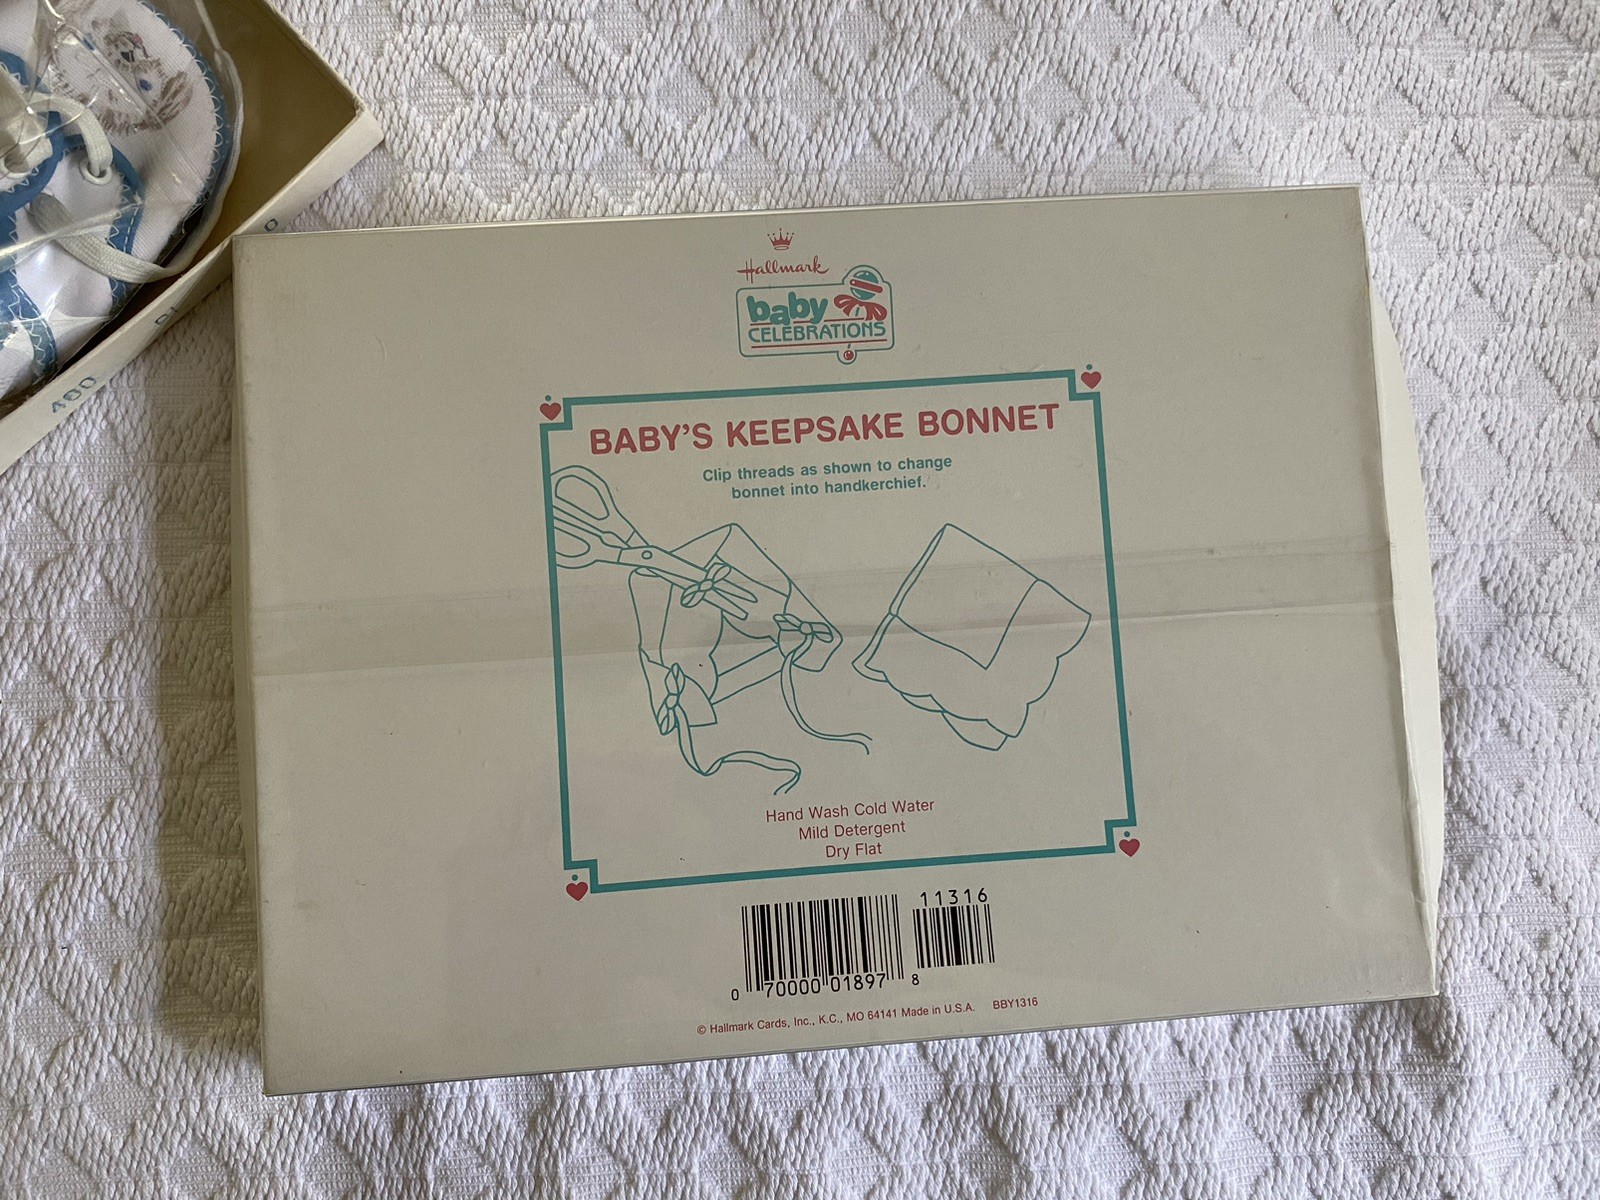 Hallmark
baby
CELEBRATIONS
BABY'S KEEPSAKE BONNET
Clip threads as shown to change
bonnet into handkerchief.
Hand Wash Cold Water
Mild Detergent
Dry Flat
11316
0 70000 01897 8
© Hallmark Cards, Inc., K.C., MO 64141 Made in U.S.A. BBY1316
400